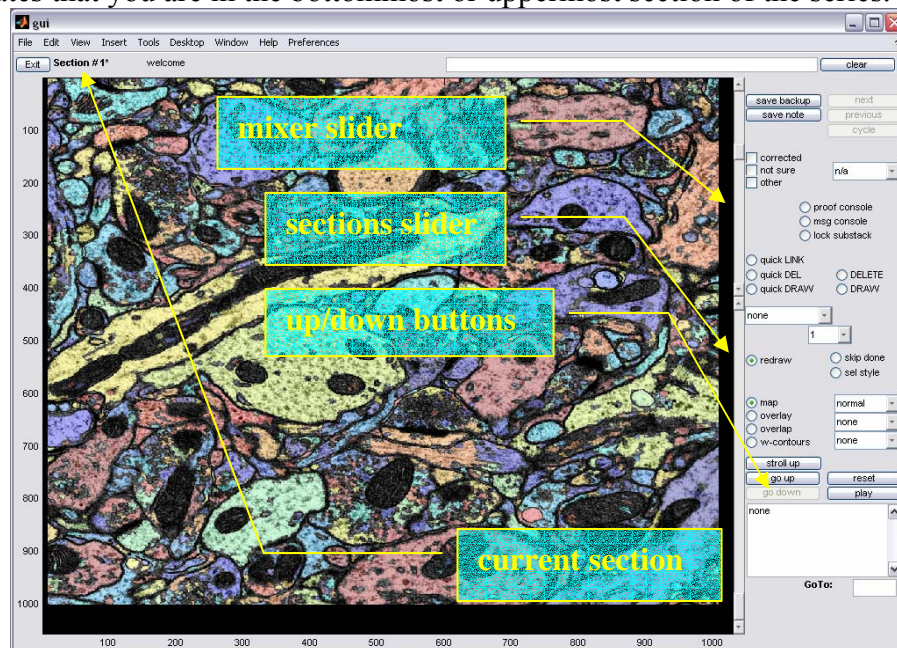 ates that you are in the bottommost or uppermost section of the series.
gui
File Edit View Insert Tools Desktop Window Help Preferences
Exit Section #1* welcome clear
save backup next
save note previous
cycle
corrected
not sure n/a
other
proof console
msg console
lock substack
quick LINK
quick DEL DELETE
quick DRAW DRAW
none
1
redraw skip done
sel style
map normal
overlay none
overlap
w-contours none
stroll up
go up reset
go down play
none
GoTo:
mixer slider
sections slider
up/down buttons
current section
100
200
300
400
500
600
700
800
900
1000
100 200 300 400 500 600 700 800 900 1000